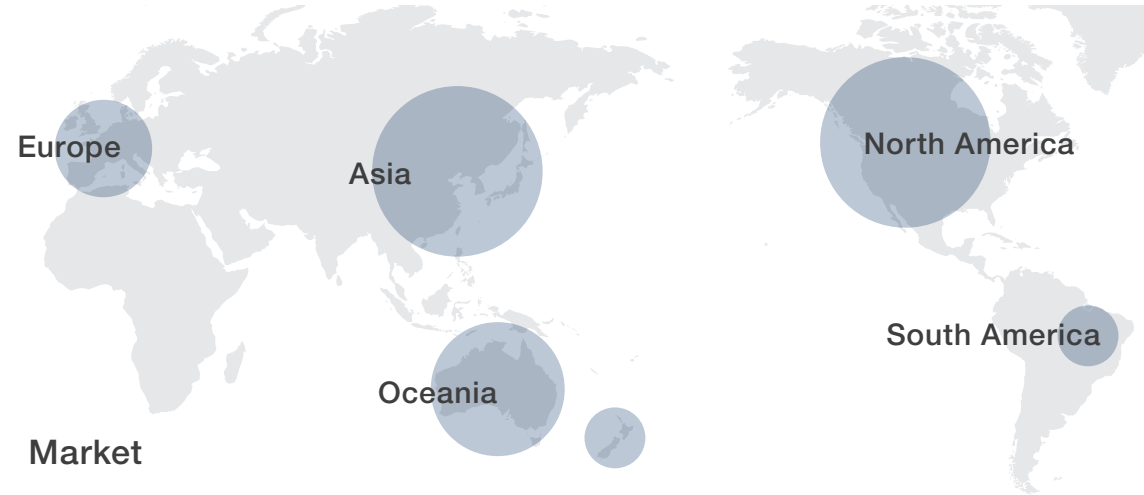 Europe
Asia
North America
South America
Oceania
Market